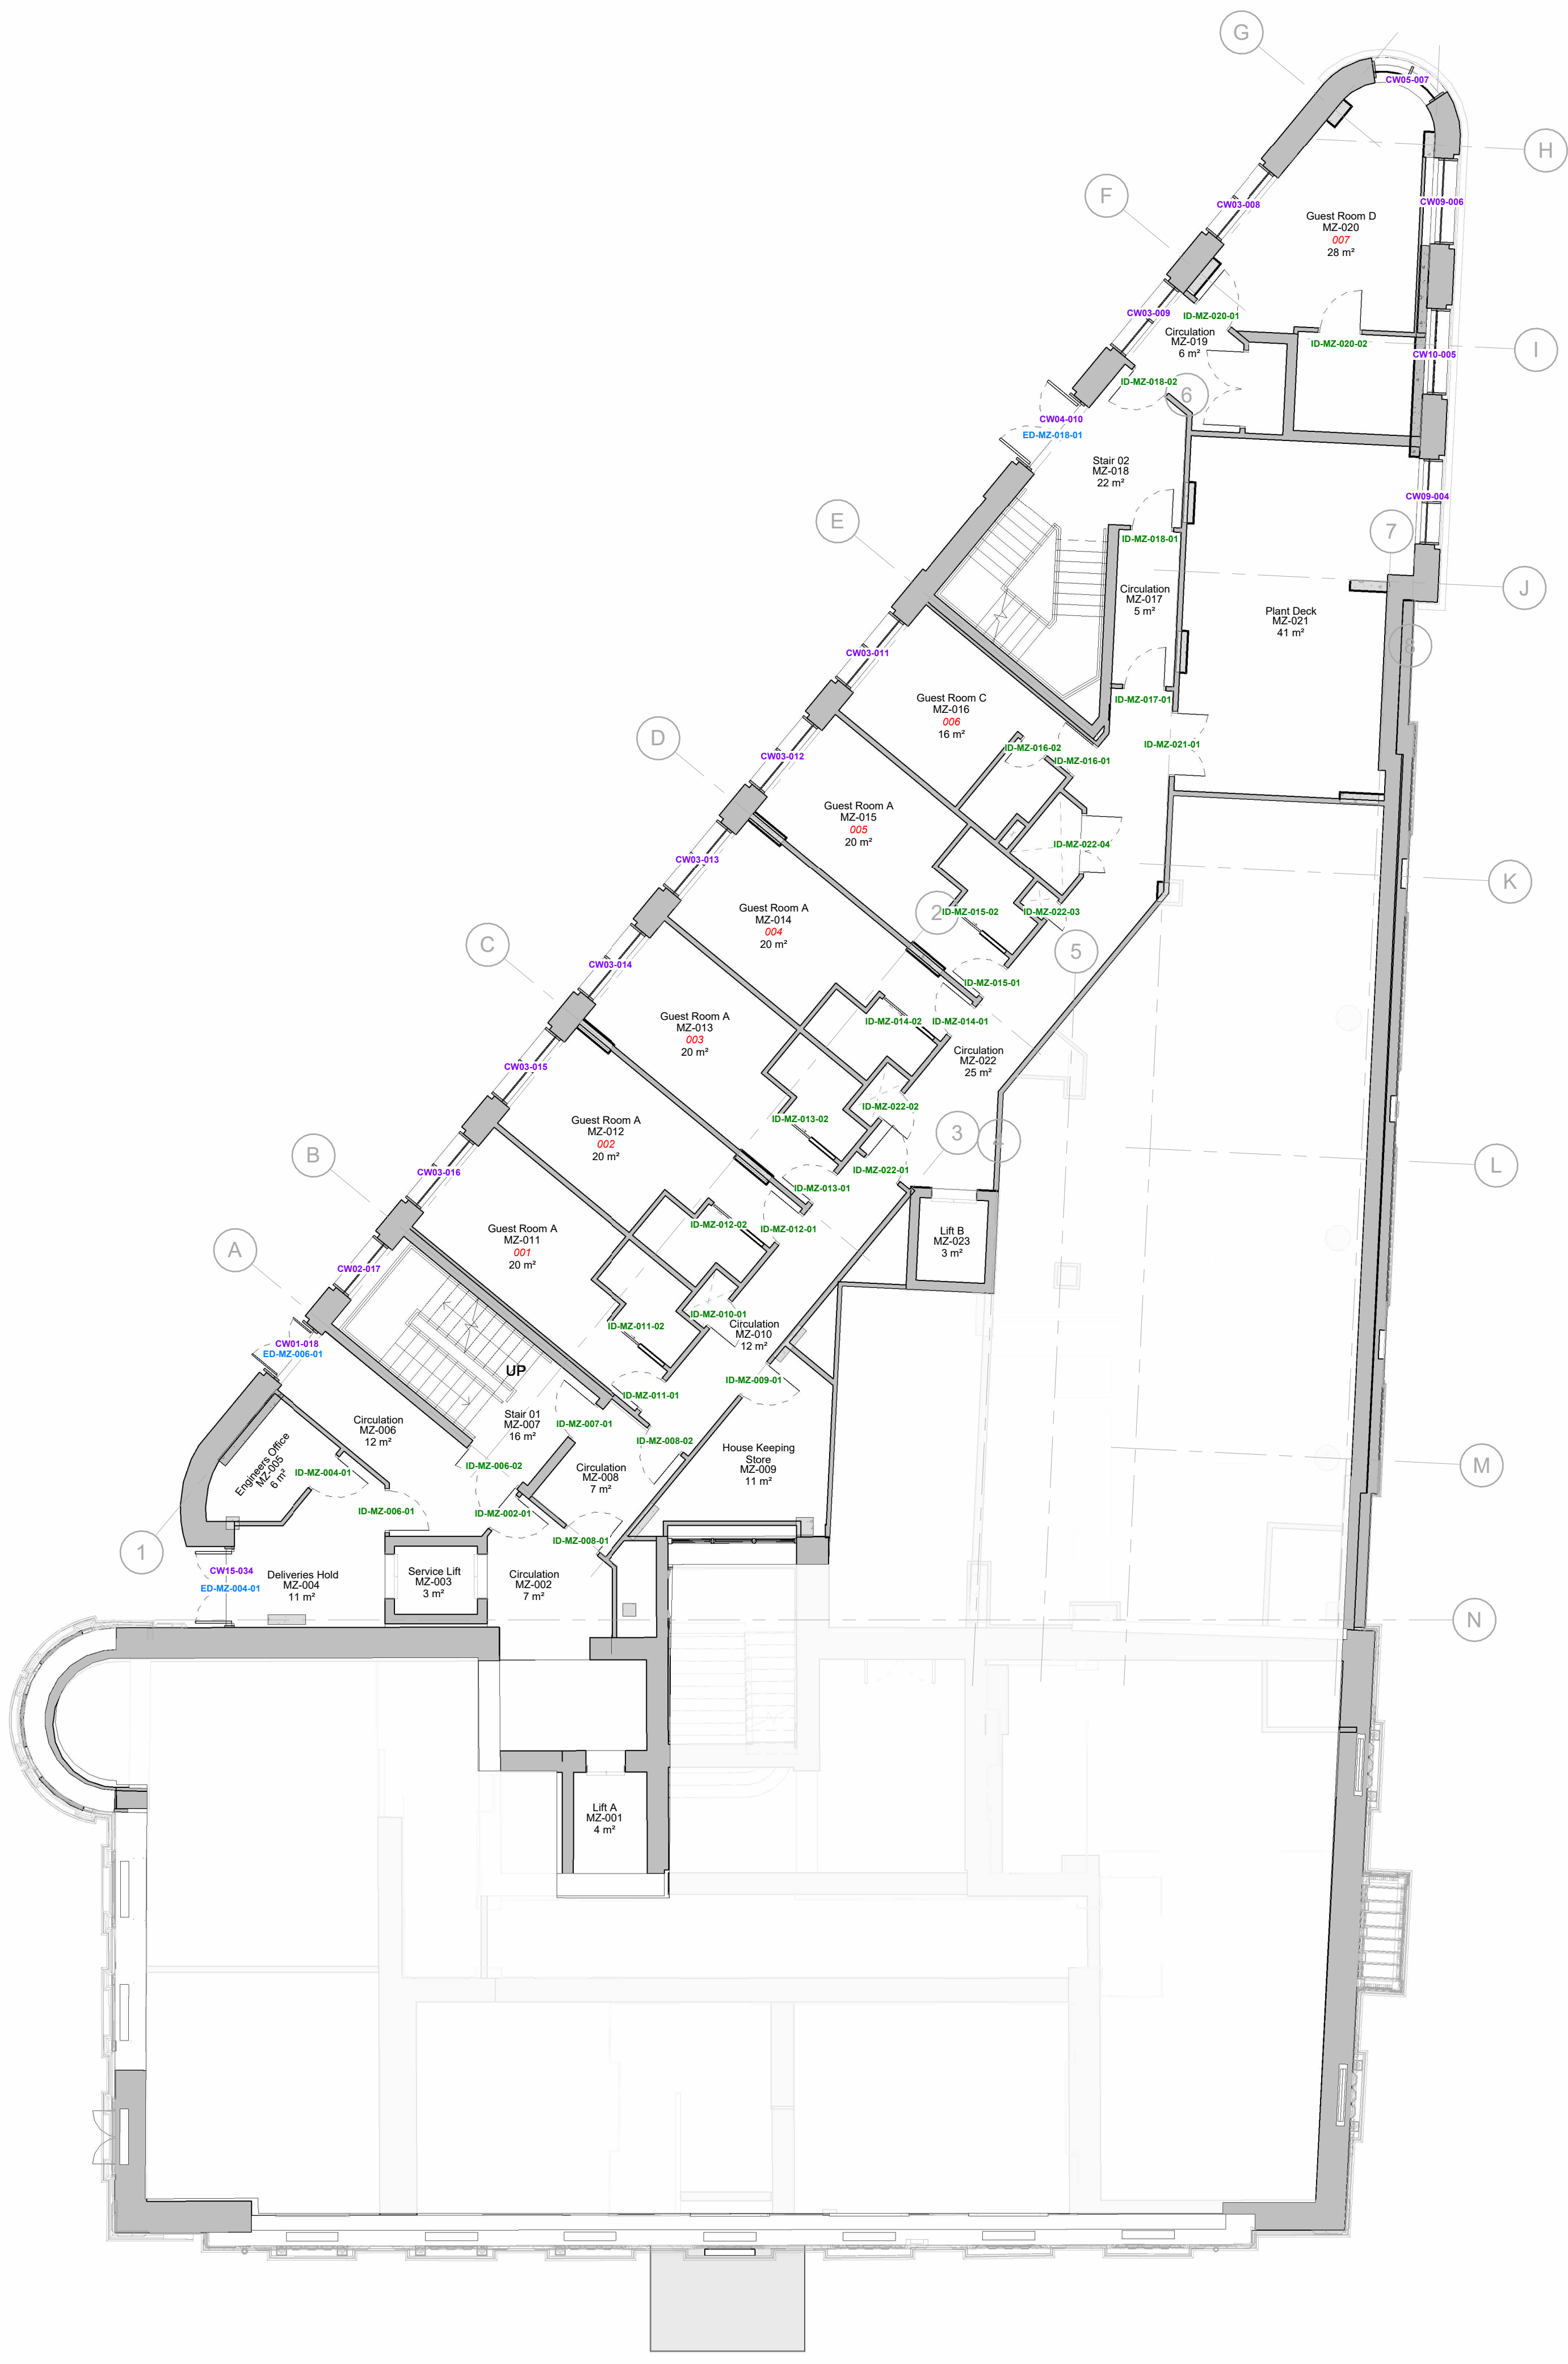 G
CW05-007
H
CW03-008
CW09-006
F
Guest Room D
MZ-020
007
28 m²
CW03-009
ID-MZ-020-01
Circulation
MZ-019
6 m²
ID-MZ-020-02
I
CW10-005
ID-MZ-018-02
6
CW04-010
ED-MZ-018-01
Stair 02
MZ-018
22 m²
CW09-004
E
7
ID-MZ-018-01
J
Circulation
MZ-017
5 m²
Plant Deck
MZ-021
41 m²
8
CW03-011
ID-MZ-017-01
Guest Room C
MZ-016
006
16 m²
D
CW03-012
ID-MZ-016-02
ID-MZ-016-01
ID-MZ-021-01
Guest Room A
MZ-015
005
20 m²
ID-MZ-022-04
CW03-013
K
Guest Room A
MZ-014
004
20 m²
2
ID-MZ-015-02
ID-MZ-022-03
C
5
CW03-014
ID-MZ-015-01
Guest Room A
MZ-013
003
20 m²
ID-MZ-014-02
ID-MZ-014-01
Circulation
MZ-022
25 m²
CW03-015
ID-MZ-022-02
Guest Room A
MZ-012
002
20 m²
ID-MZ-013-02
3
4
B
CW03-016
ID-MZ-022-01
L
ID-MZ-013-01
Guest Room A
MZ-011
001
20 m²
ID-MZ-012-02
ID-MZ-012-01
Lift B
MZ-023
3 m²
A
CW02-017
ID-MZ-010-01
ID-MZ-011-02
Circulation
MZ-010
12 m²
CW01-018
ED-MZ-006-01
UP
ID-MZ-009-01
ID-MZ-011-01
Circulation
MZ-006
12 m²
Stair 01
MZ-007
16 m²
ID-MZ-007-01
ID-MZ-008-02
Engineers Office
MZ-005
6 m²
House Keeping
Store
MZ-009
11 m²
ID-MZ-004-01
ID-MZ-006-02
Circulation
MZ-008
7 m²
M
ID-MZ-006-01
ID-MZ-002-01
ID-MZ-008-01
1
CW15-034
ED-MZ-004-01
Deliveries Hold
MZ-004
11 m²
Service Lift
MZ-003
3 m²
Circulation
MZ-002
7 m²
N
Lift A
MZ-001
4 m²